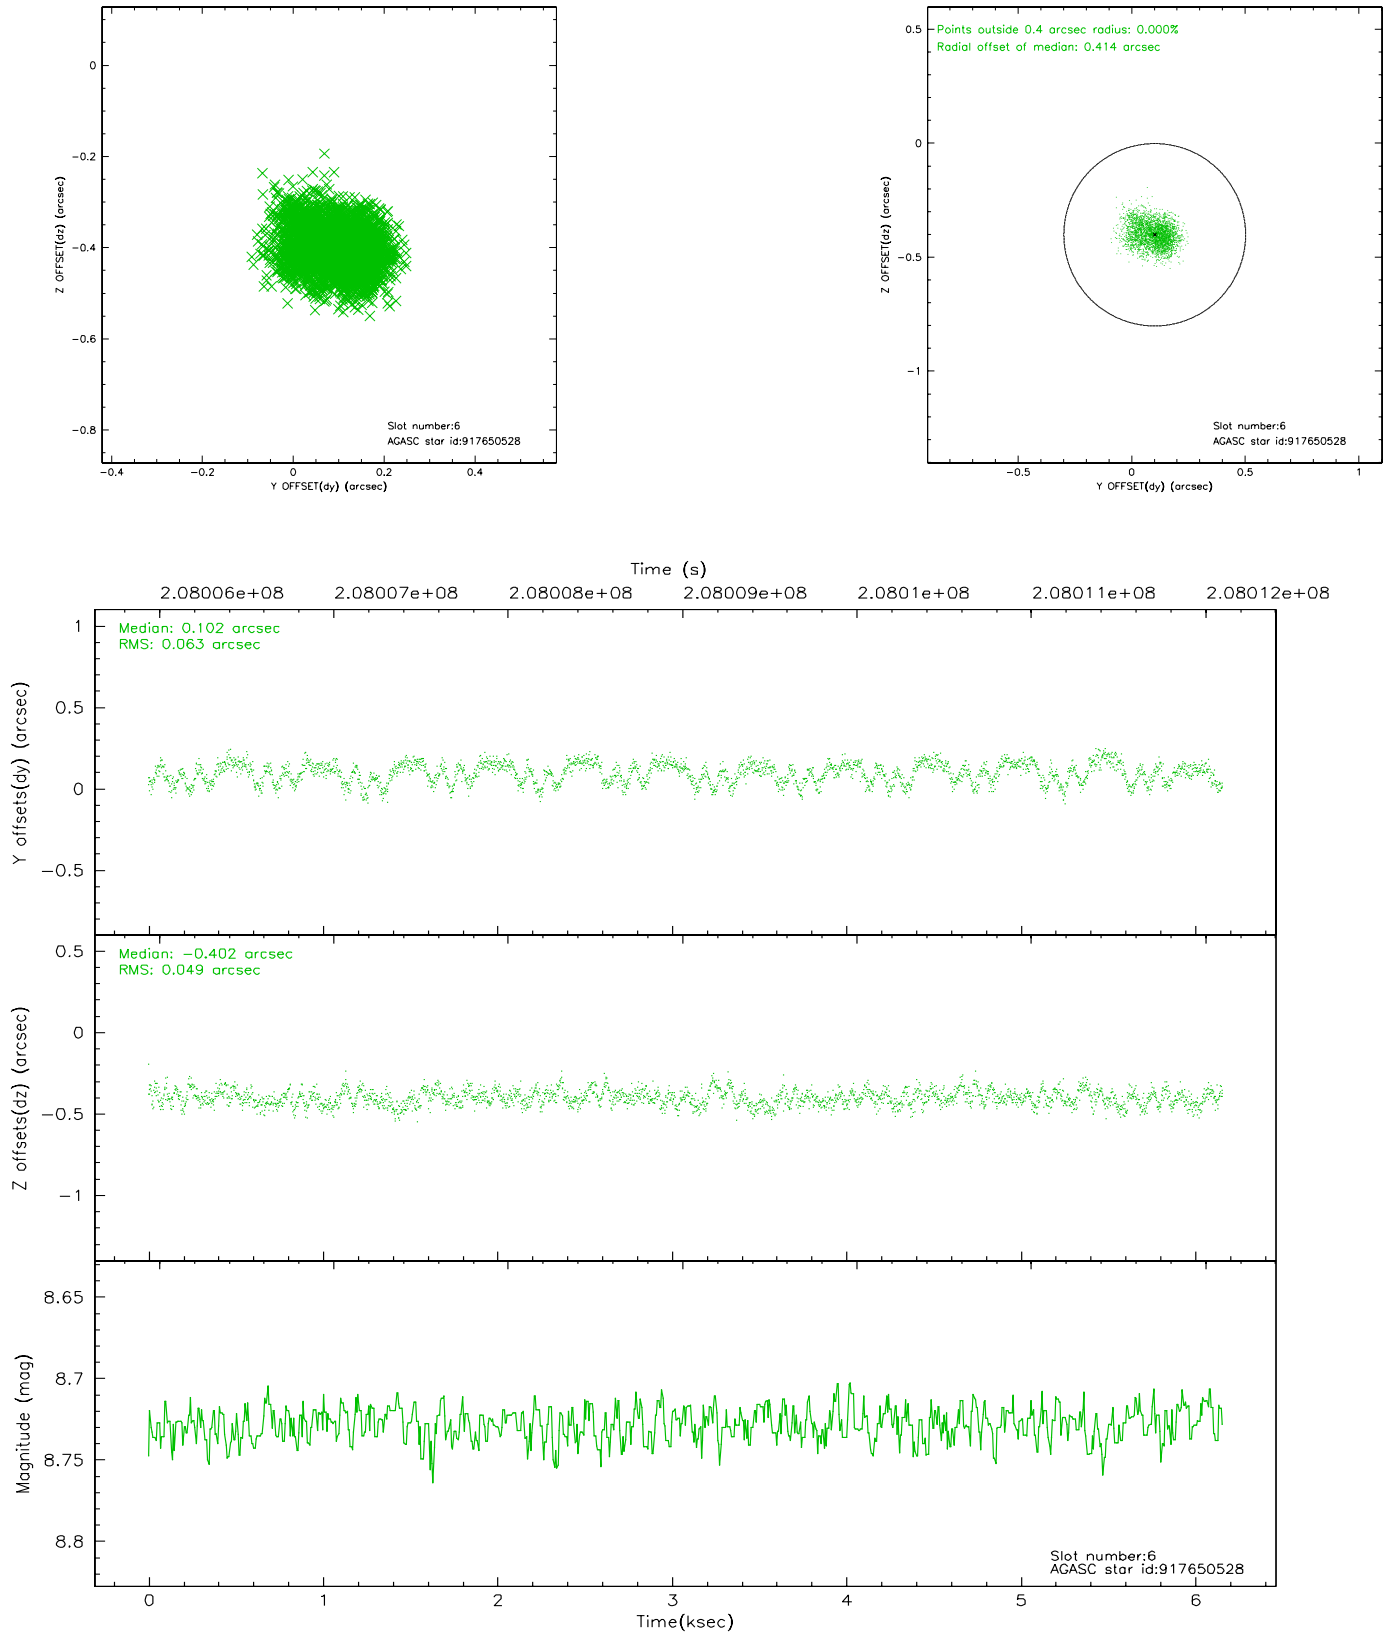 0
−0.2
−0.4
−0.6
−0.8
Z OFFSET(dz) (arcsec)
Slot number:6
AGASC star id:917650528
−0.4 −0.2 0 0.2 0.4
Y OFFSET(dy) (arcsec)
Points outside 0.4 arcsec radius: 0.000%
Radial offset of median: 0.414 arcsec
0.5
0
−0.5
−1
Z OFFSET(dz) (arcsec)
Slot number:6
AGASC star id:917650528
−0.5 0 0.5 1
Y OFFSET(dy) (arcsec)
Time (s)
2.08006e+08 2.08007e+08 2.08008e+08 2.08009e+08 2.0801e+08 2.08011e+08 2.08012e+08
Median: 0.102 arcsec
RMS: 0.063 arcsec
1
0.5
0
−0.5
Y offsets(dy) (arcsec)
Median: −0.402 arcsec
RMS: 0.049 arcsec
0.5
0
−0.5
−1
Z offsets(dz) (arcsec)
8.65
8.7
8.75
8.8
Magnitude (mag)
Slot number:6
AGASC star id:917650528
0 1 2 3 4 5 6
Time(ksec)